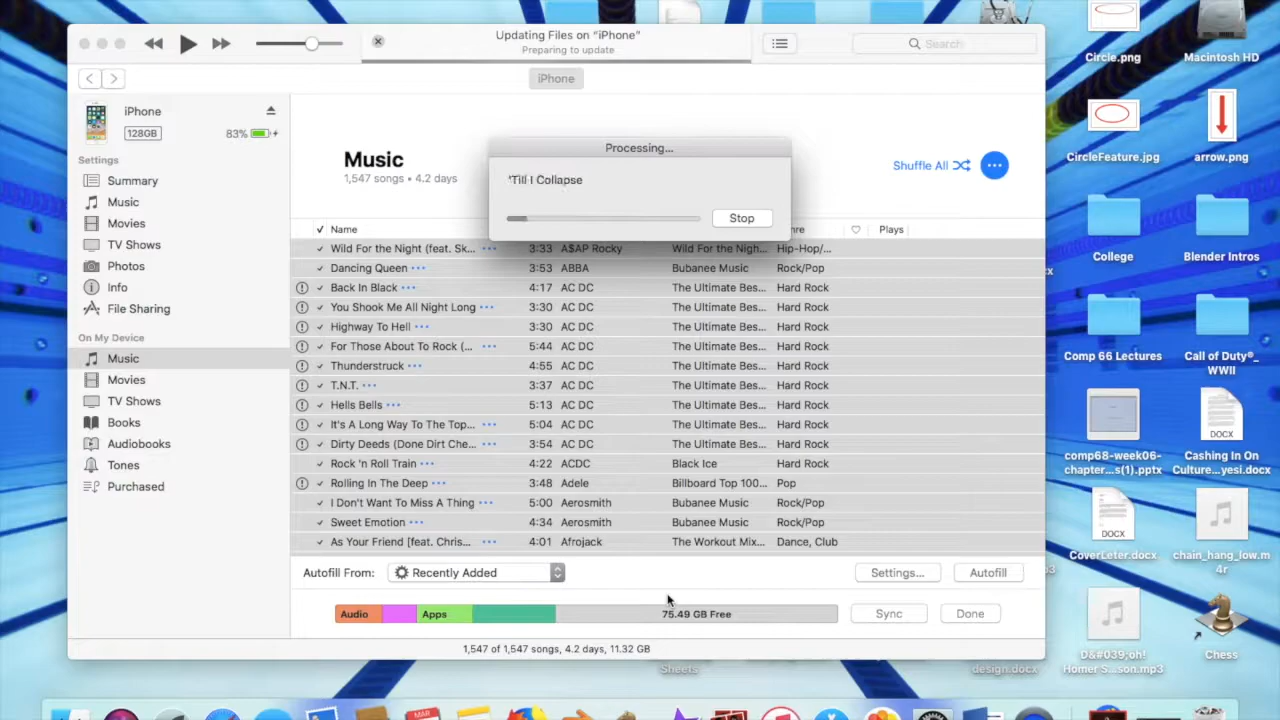 Updating Files on “iPhone”
Preparing to update
Search
iPhone
iPhone
128GB
83%
Settings
Summary
Music
Movies
TV Shows
Photos
Info
File Sharing
On My Device
Music
Movies
TV Shows
Books
Audiobooks
Tones
Purchased
Music
1,547 songs • 4.2 days
Shuffle All
Processing...
'Till I Collapse
Stop
Name nre Plays
Wild For the Night (feat. Sk... 3:33 A$AP Rocky Wild For the Nigh... Hip-Hop/...
Dancing Queen 3:53 ABBA Bubanee Music Rock/Pop
Back In Black 4:17 AC DC The Ultimate Bes... Hard Rock
You Shook Me All Night Long 3:30 AC DC The Ultimate Bes... Hard Rock
Highway To Hell 3:30 AC DC The Ultimate Bes... Hard Rock
For Those About To Rock (... 5:44 AC DC The Ultimate Bes... Hard Rock
Thunderstruck 4:55 AC DC The Ultimate Bes... Hard Rock
T.N.T. 3:37 AC DC The Ultimate Bes... Hard Rock
Hells Bells 5:13 AC DC The Ultimate Bes... Hard Rock
It's A Long Way To The Top... 5:04 AC DC The Ultimate Bes... Hard Rock
Dirty Deeds (Done Dirt Che... 3:54 AC DC The Ultimate Bes... Hard Rock
Rock 'n Roll Train 4:22 ACDC Black Ice Hard Rock
Rolling In The Deep 3:48 Adele Billboard Top 100... Pop
I Don't Want To Miss A Thing 5:00 Aerosmith Bubanee Music Rock/Pop
Sweet Emotion 4:34 Aerosmith Bubanee Music Rock/Pop
As Your Friend [feat. Chris... 4:01 Afrojack The Workout Mix... Dance, Club
Autofill From: Recently Added Settings... Autofill
Audio Apps 75.49 GB Free Sync Done
1,547 of 1,547 songs, 4.2 days, 11.32 GB
Circle.png
Macintosh HD
CircleFeature.jpg
arrow.png
College
Blender Intros
Comp 66 Lectures
Call of Duty®_
WWII
DOCX
comp68-week06-
chapter...s(1).pptx
Cashing In On
Culture...yesi.docx
DOCX
CoverLeter.docx
chain_hang_low.m
4r
D&#039;oh!
Homer S...son.mp3
Chess
Sheets
design.docx
MAR